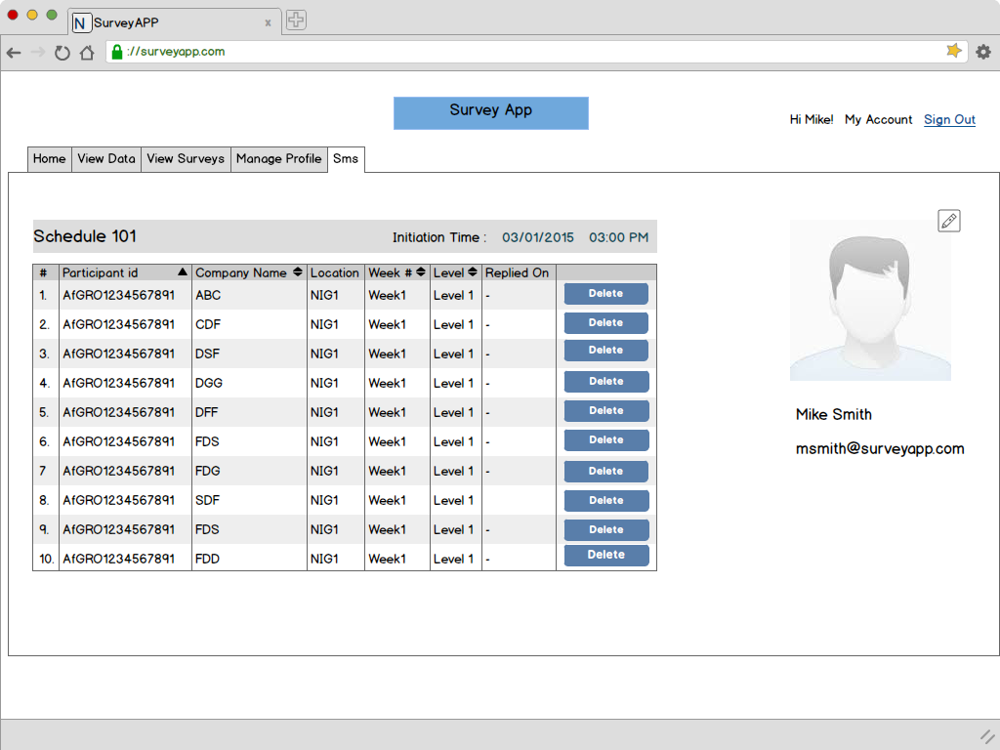 N SurveyAPP x
://surveyapp.com
Survey App
Hi Mike! My Account Sign Out
Home View Data View Surveys Manage Profile Sms
Schedule 101 Initiation Time : 03/01/2015 03:00 PM
# Participant id Company Name Location Week # Level Replied On
1. AfGRO1234567891 ABC NIG1 Week1 Level 1 - Delete
2. AfGRO1234567891 CDF NIG1 Week1 Level 1 - Delete
3. AfGRO1234567891 DSF NIG1 Week1 Level 1 - Delete
4. AfGRO1234567891 DGG NIG1 Week1 Level 1 - Delete
5. AfGRO1234567891 DFF NIG1 Week1 Level 1 - Delete
6. AfGRO1234567891 FDS NIG1 Week1 Level 1 - Delete
7 AfGRO1234567891 FDG NIG1 Week1 Level 1 - Delete
8. AfGRO1234567891 SDF NIG1 Week1 Level 1 Delete
9. AfGRO1234567891 FDS NIG1 Week1 Level 1 - Delete
10. AfGRO1234567891 FDD NIG1 Week1 Level 1 - Delete
Mike Smith
msmith@surveyapp.com